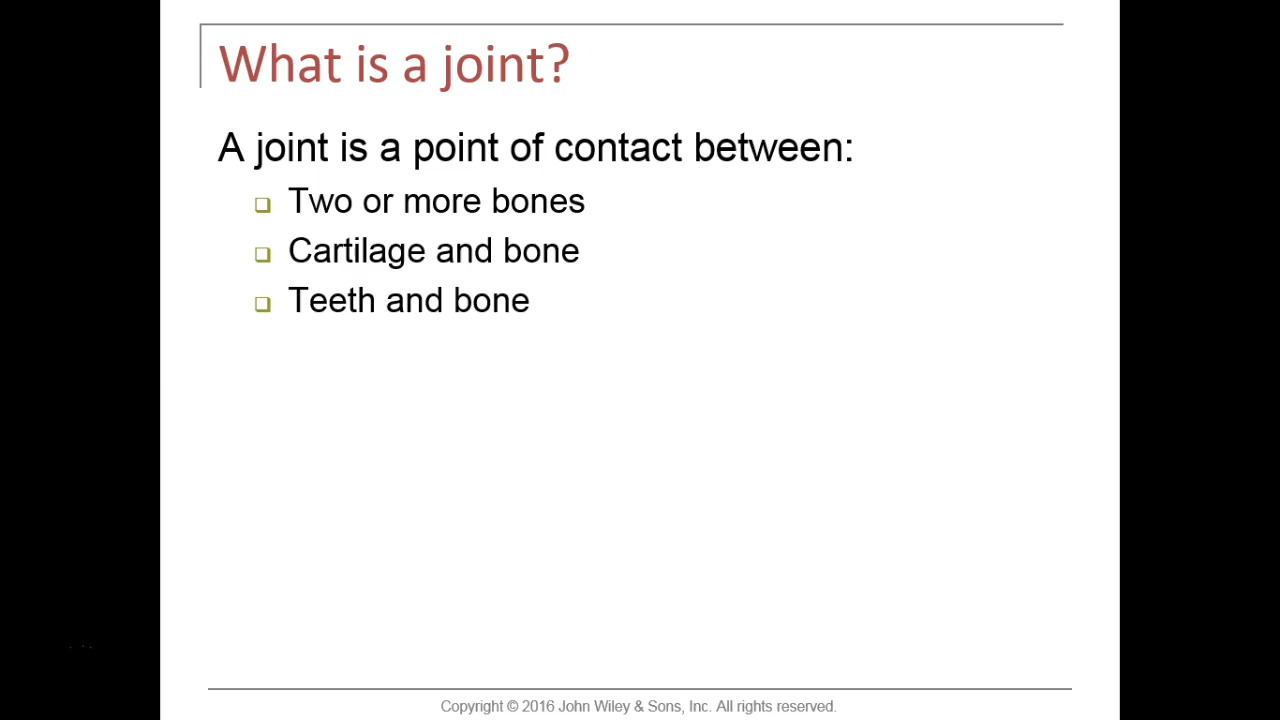 What is a joint?
A joint is a point of contact between:
Two or more bones
Cartilage and bone
Teeth and bone
Copyright © 2016 John Wiley & Sons, Inc. All rights reserved.